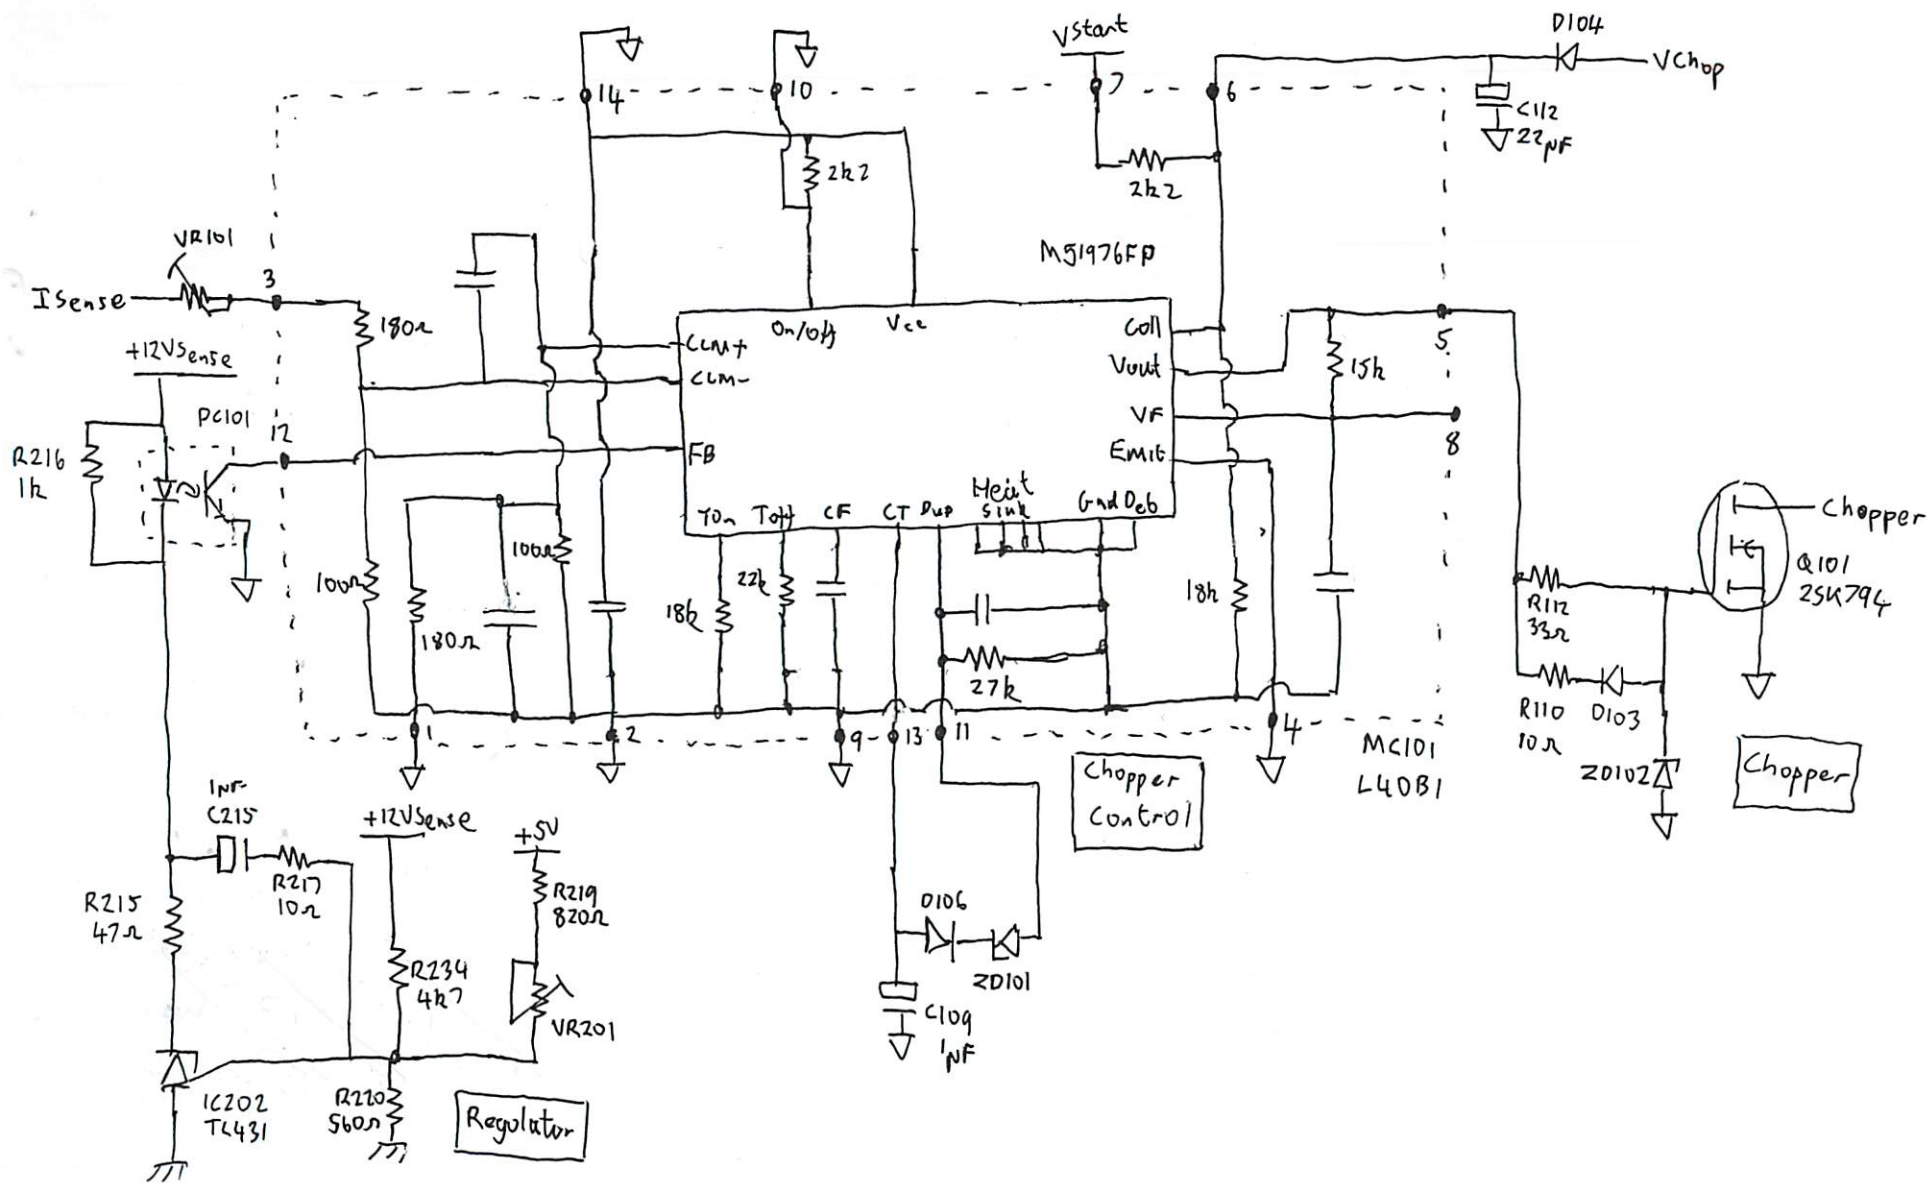 VStart
D104
VChop
14
10
7
6
C112
22µF
2k2
2k2
M51976FP
VR101
3
ISense
180Ω
+12VSense
PC101
12
R216
1k
On/Off
Vcc
CLM+
CLM-
FB
Coll
Vout
VF
Emit
TOn
Toff
CF
CT
Dup
Heat
Sink
Gnd
Deb
5
15k
8
100Ω
180Ω
100Ω
18k
22k
27k
18k
Chopper
Q101
2SK794
R112
33Ω
R110
10Ω
D103
ZD102
Chopper
1
2
9
13
11
4
MC101
L4DB1
Chopper
Control
1µF
C215
+12VSense
+5V
R217
10Ω
R219
820Ω
R215
47Ω
R234
4k7
VR201
D106
ZD101
C109
1µF
IC202
TL431
R220
560Ω
Regulator